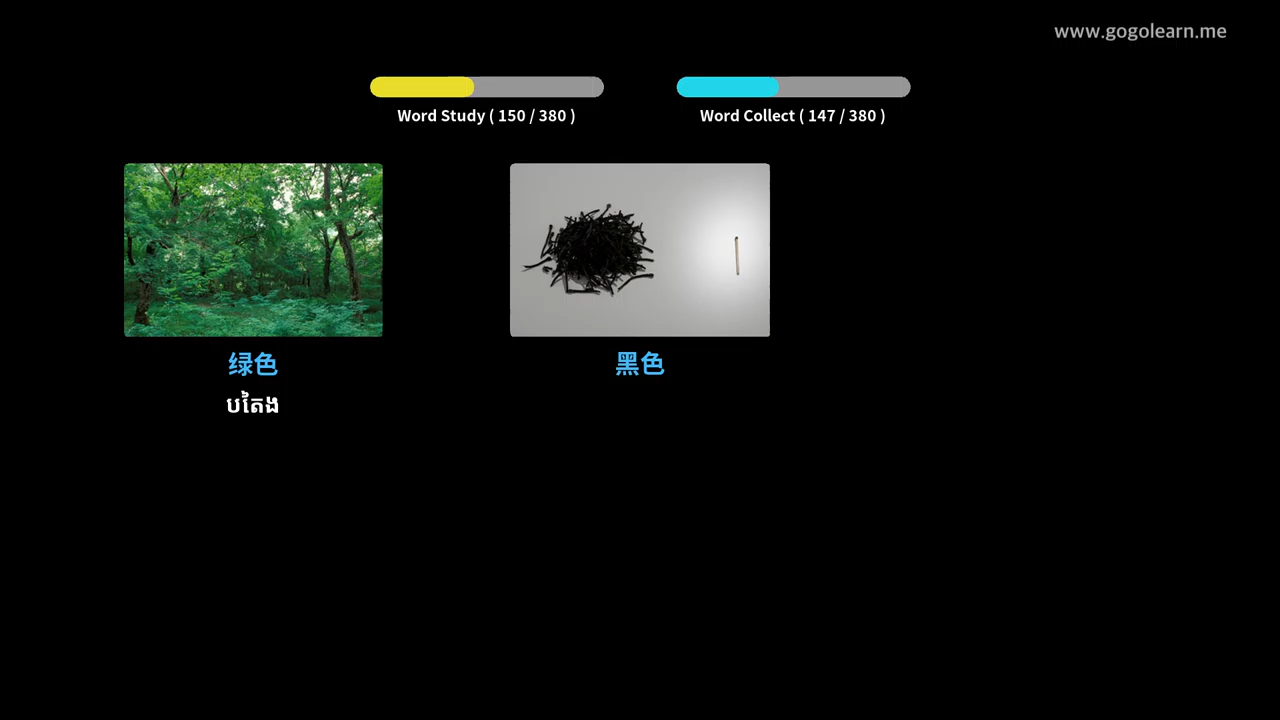 www.gogolearn.me
Word Study ( 150 / 380 )
Word Collect ( 147 / 380 )
绿色
黑色
បតៃង